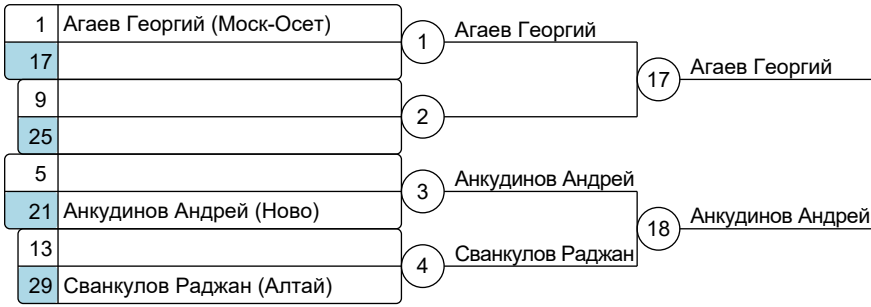 1 Агаев Георгий (Моск-Осет)
17
1 Агаев Георгий
9
25
2
17 Агаев Георгий
5
21 Анкудинов Андрей (Ново)
3 Анкудинов Андрей
13
29 Сванкулов Раджан (Алтай)
4 Сванкулов Раджан
18 Анкудинов Андрей